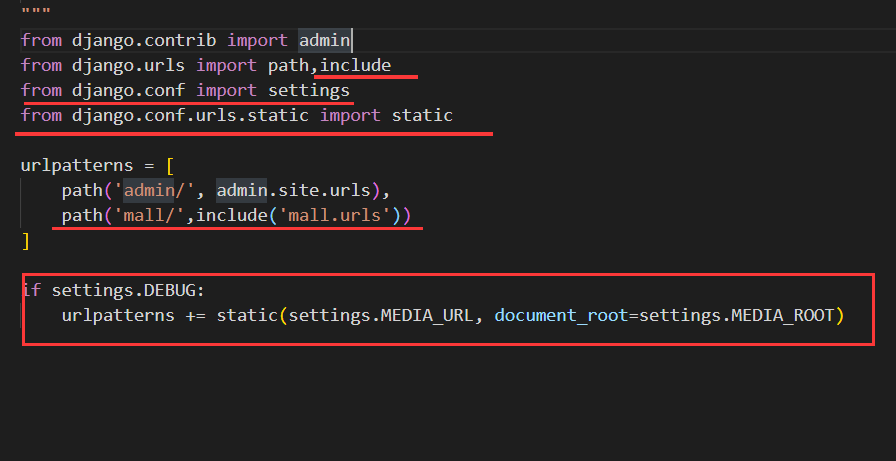 """
from django.contrib import admin
from django.urls import path,include
from django.conf import settings
from django.conf.urls.static import static
urlpatterns = [
    path('admin/', admin.site.urls),
    path('mall/',include('mall.urls'))
]
if settings.DEBUG:
    urlpatterns += static(settings.MEDIA_URL, document_root=settings.MEDIA_ROOT)